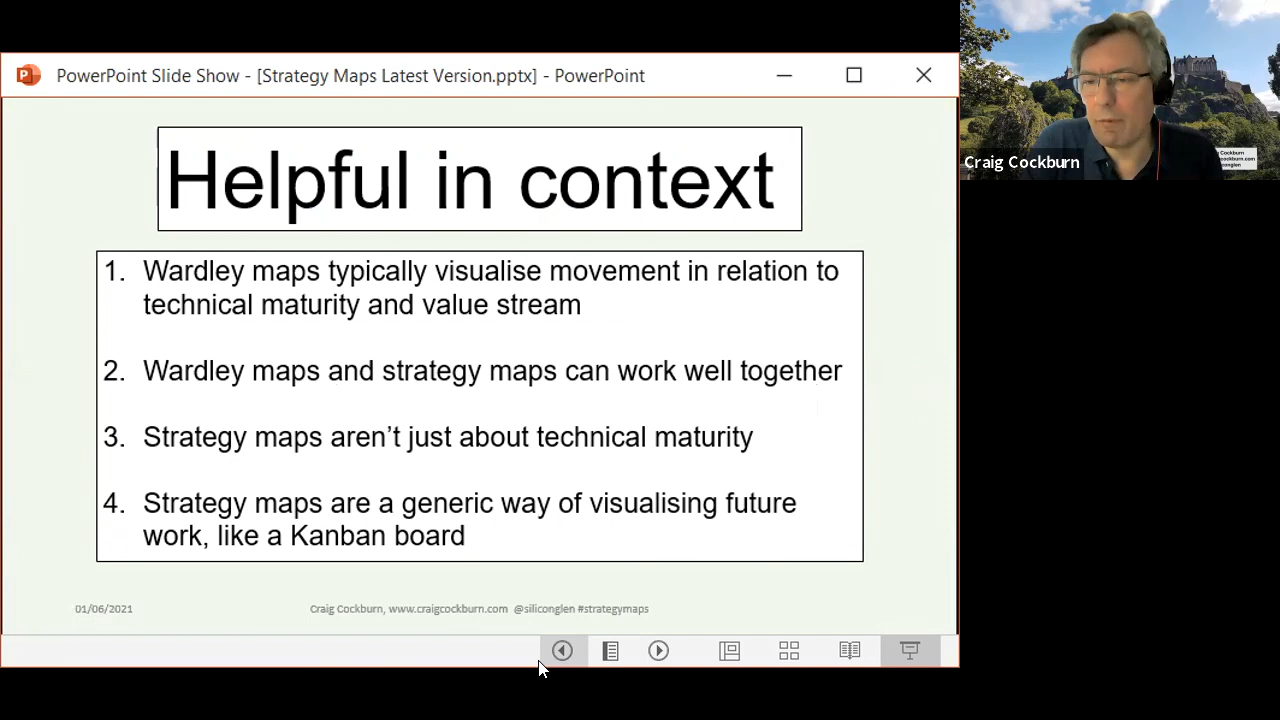 PowerPoint Slide Show - [Strategy Maps Latest Version.pptx] - PowerPoint
Helpful in context
1. Wardley maps typically visualise movement in relation to
technical maturity and value stream
2. Wardley maps and strategy maps can work well together
3. Strategy maps aren’t just about technical maturity
4. Strategy maps are a generic way of visualising future
work, like a Kanban board
01/06/2021
Craig Cockburn, www.craigcockburn.com @siliconglen #strategymaps
Craig Cockburn
Cockburn